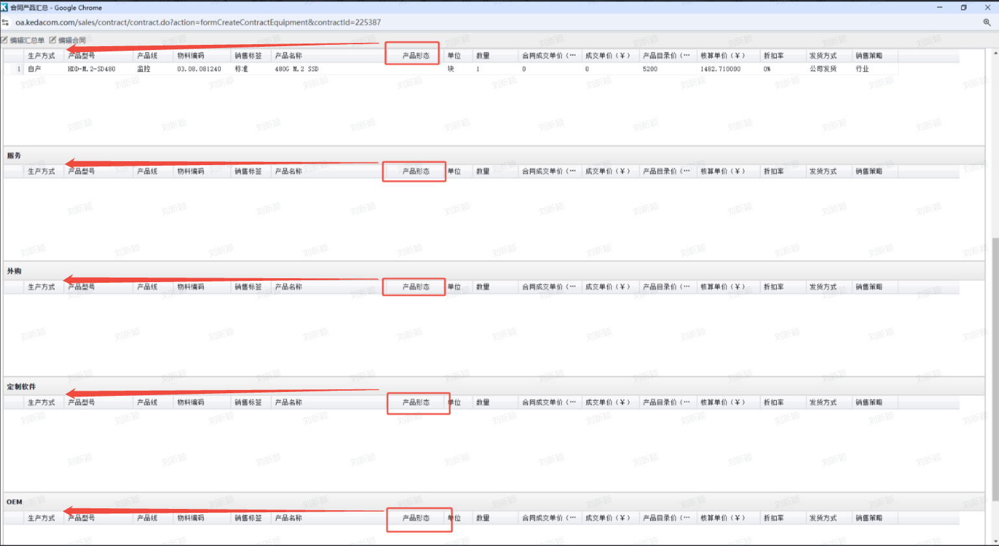 合同产品汇总 - Google Chrome
oa.kedacom.com/sales/contract/contract.do?action=formCreateContractEquipment&contractId=225387
编辑汇总单 编辑合同
生产方式 产品型号 产品线 物料编码 销售标签 产品名称 产品形态 单位 数量 合同成交单价（… 成交单价（￥） 产品目录价（… 核算单价（￥） 折扣率 发货方式 销售策略
1 自产 HDD-M.2-SD480 监控 03.08.081240 标准 480G M.2 SSD 块 1 0 0 5200 1482.710000 0% 公司发货 行业
服务
生产方式 产品型号 产品线 物料编码 销售标签 产品名称 产品形态 单位 数量 合同成交单价（… 成交单价（￥） 产品目录价（… 核算单价（￥） 折扣率 发货方式 销售策略
外购
生产方式 产品型号 产品线 物料编码 销售标签 产品名称 产品形态 单位 数量 合同成交单价（… 成交单价（￥） 产品目录价（… 核算单价（￥） 折扣率 发货方式 销售策略
定制软件
生产方式 产品型号 产品线 物料编码 销售标签 产品名称 产品形态 单位 数量 合同成交单价（… 成交单价（￥） 产品目录价（… 核算单价（￥） 折扣率 发货方式 销售策略
OEM
生产方式 产品型号 产品线 物料编码 销售标签 产品名称 产品形态 单位 数量 合同成交单价（… 成交单价（￥） 产品目录价（… 核算单价（￥） 折扣率 发货方式 销售策略
刘新颖